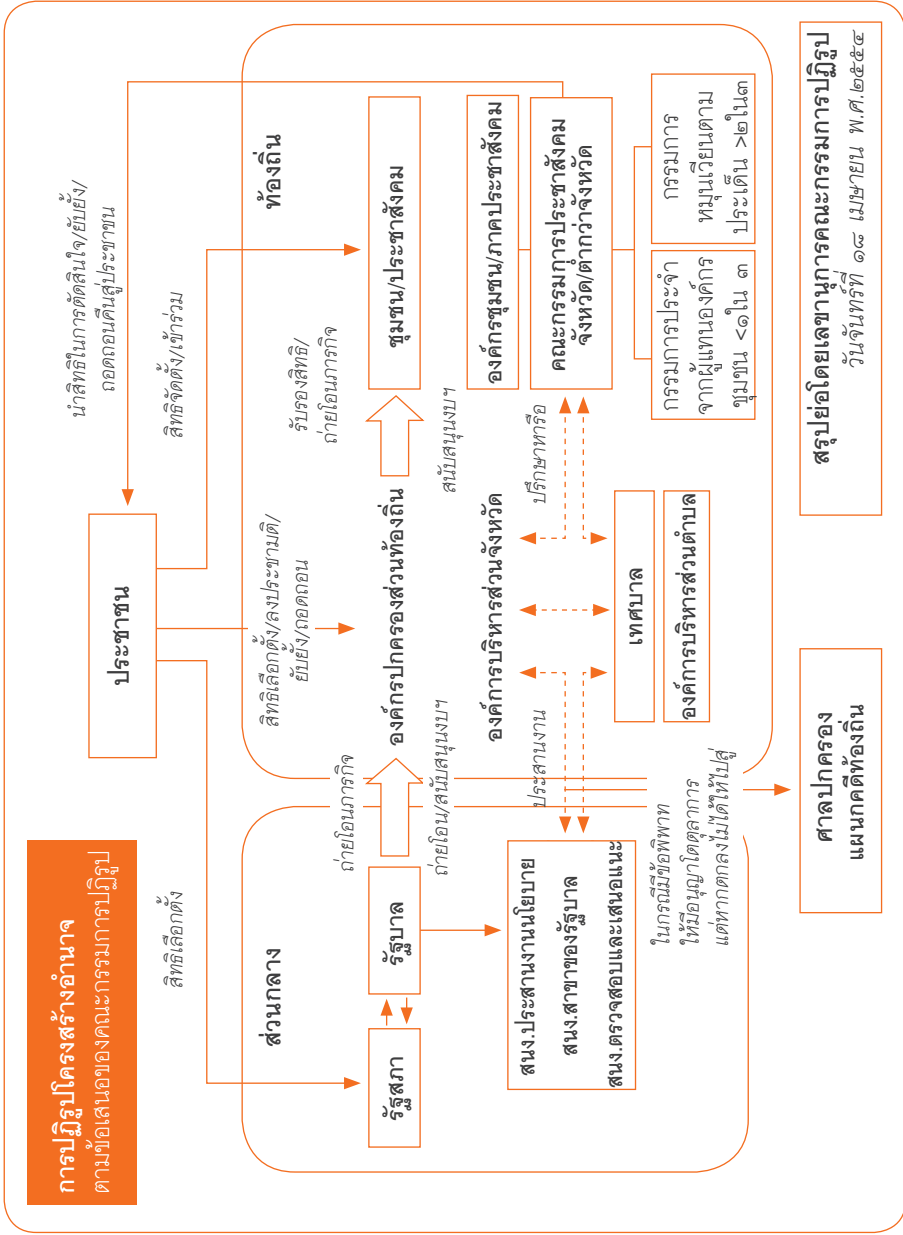 การปฏิรูปโครงสร้างอำนาจ
ตามข้อเสนอของคณะกรรมการปฏิรูป
ประชาชน
นำสิทธิในการตัดสินใจ/ยับยั้ง/
ถอดถอนคืนสู่ประชาชน
สิทธิเลือกตั้ง
สิทธิเลือกตั้ง/ลงประชามติ/
ยับยั้ง/ถอดถอน
สิทธิจัดตั้ง/เข้าร่วม
ส่วนกลาง
ท้องถิ่น
รัฐสภา
รัฐบาล
ถ่ายโอนภารกิจ
ถ่ายโอน/สนับสนุนงบฯ
องค์กรปกครองส่วนท้องถิ่น
รับรองสิทธิ/
ถ่ายโอนภารกิจ
สนับสนุนงบฯ
ชุมชน/ประชาสังคม
สนง.ประสานงานนโยบาย
สนง.สาขาของรัฐบาล
สนง.ตรวจสอบและเสนอแนะ
ประสานงาน
องค์การบริหารส่วนจังหวัด
ปรึกษาหารือ
องค์กรชุมชน/ภาคประชาสังคม
คณะกรรมการประชาสังคม
จังหวัด/ต่ำกว่าจังหวัด
เทศบาล
องค์การบริหารส่วนตำบล
กรรมการประจำ
จากผู้แทนองค์กร
ชุมชน <๑ใน ๓
กรรมการ
หมุนเวียนตาม
ประเด็น >๒ใน๓
ในกรณีมีข้อพิพาท
ให้มีอนุญาโตตุลาการ
แต่หากตกลงไม่ได้ให้ไปสู่
ศาลปกครอง
แผนกคดีท้องถิ่น
สรุปย่อโดยเลขานุการคณะกรรมการปฏิรูป
วันจันทร์ที่ ๑๘ เมษายน พ.ศ.๒๕๕๔